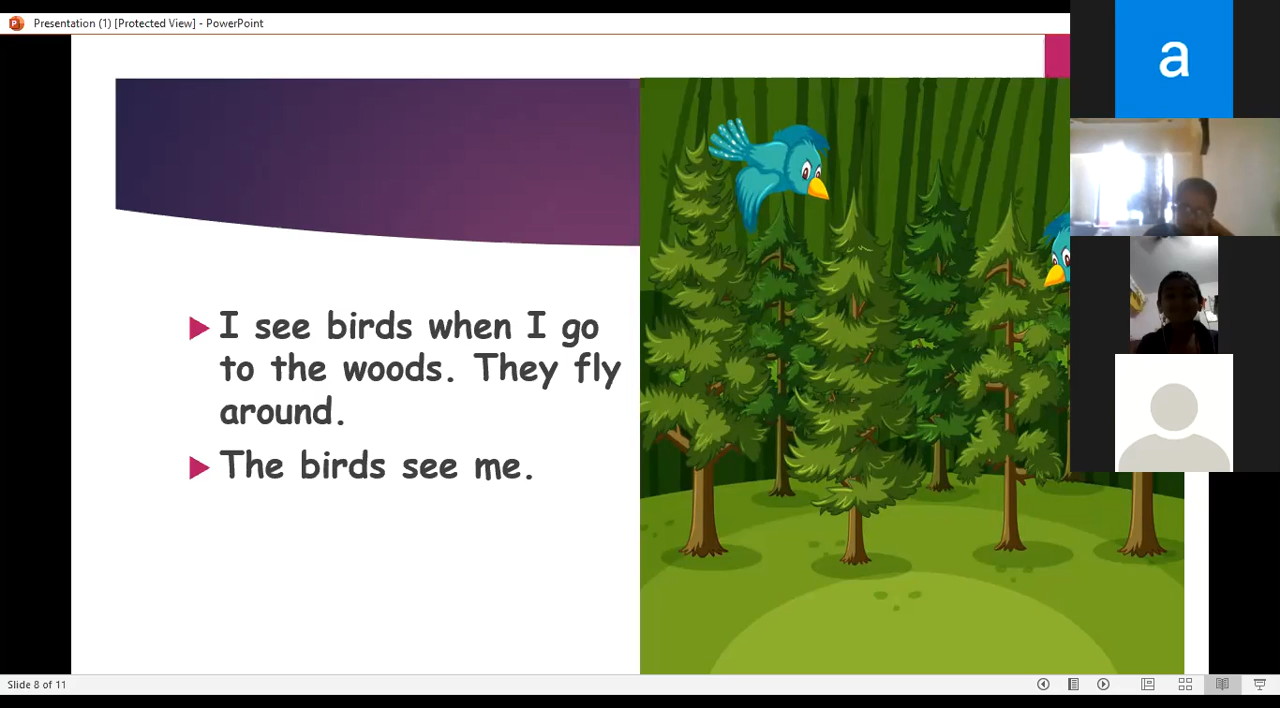 Presentation (1) [Protected View] - PowerPoint
a
I see birds when I go
to the woods. They fly
around.
The birds see me.
Slide 8 of 11